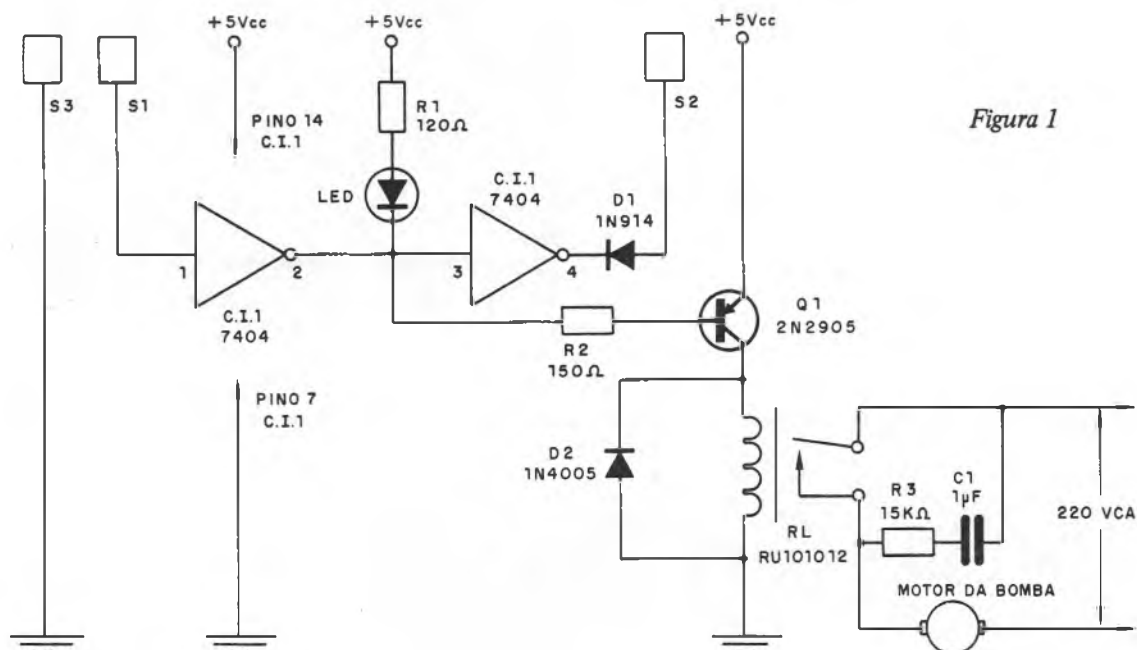 +5Vcc
+5Vcc
+5Vcc
S3
S1
S2
PINO 14
C.I.1
R1
120Ω
Figura 1
LED
C.I.1
7404
D1
1N914
1
2
3
4
C.I.1
7404
Q1
2N2905
R2
150Ω
PINO 7
C.I.1
D2
1N4005
R3
15KΩ
C1
1µF
220 VCA
RL
RU101012
MOTOR DA BOMBA